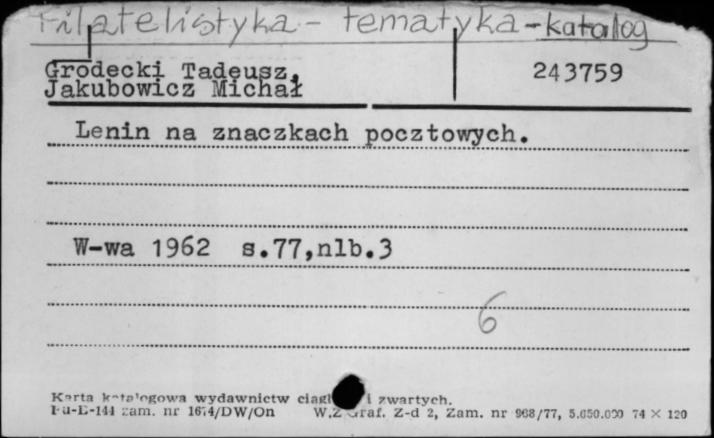 Filatelistyka - tematyka - katalog
Grodecki Tadeusz, 243759
Jakubowicz Michał
Lenin na znaczkach pocztowych.
W-wa 1962 s.77,nlb.3
6
Karta katalogowa wydawnictw i zwartych.
Pu-E-144 zam. nr 1674/DW/On Z-d 2, Zam. nr 968/77, 5.050.000 74 × 120